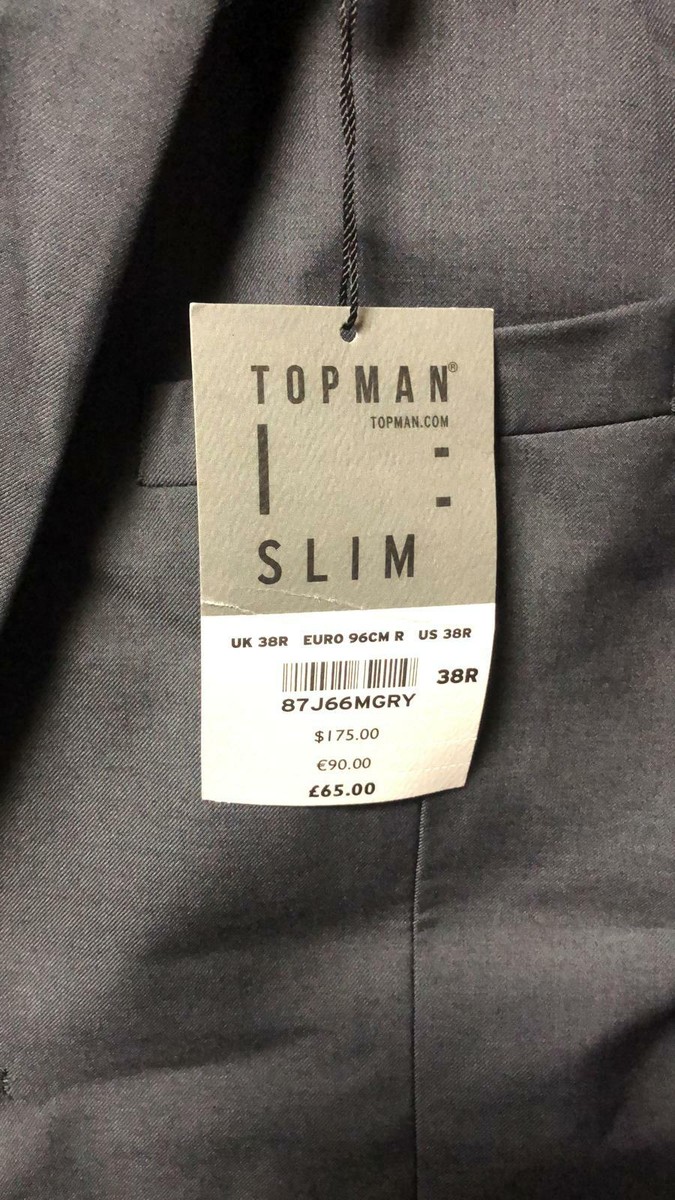 TOPMAN®
TOPMAN.COM
SLIM
UK 38R EURO 96CM R US 38R
38R
87J66MGRY
$175.00
€90.00
£65.00